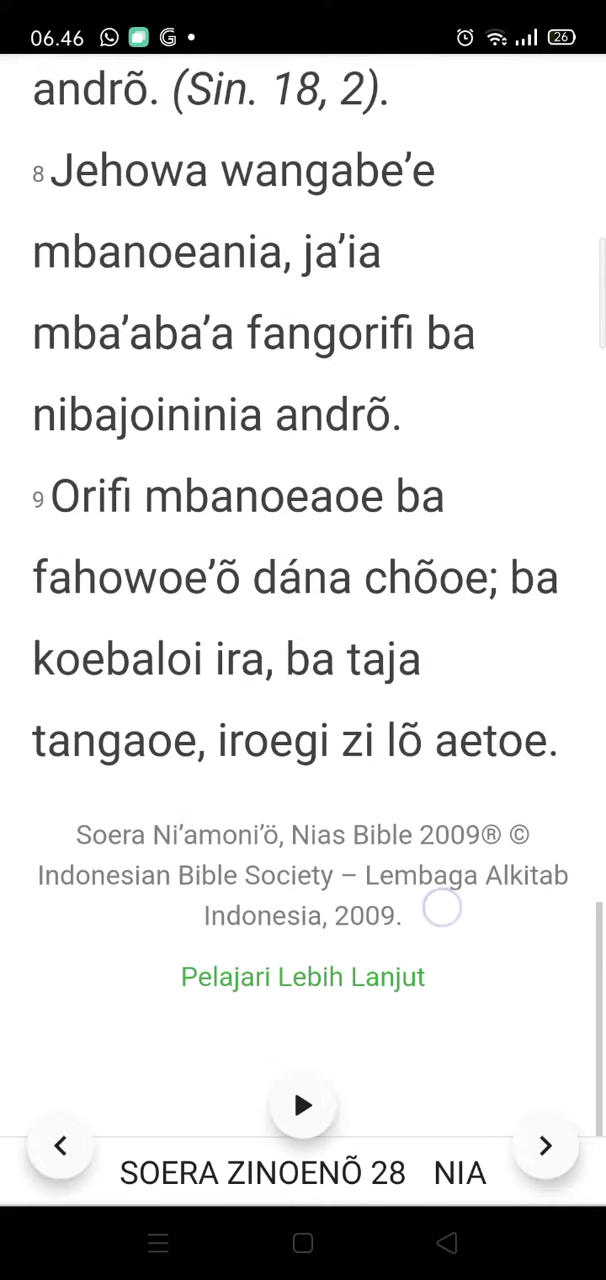 06.46
26
andrõ. (Sin. 18, 2).
8 Jehowa wangabe’e
mbanoeania, ja’ia
mba’aba’a fangorifi ba
nibajoininia andrõ.
9 Orifi mbanoeaoe ba
fahowoe’õ dána chõoe; ba
koebaloi ira, ba taja
tangaoe, iroegi zi lõ aetoe.
Soera Ni’amoni’ö, Nias Bible 2009® ©
Indonesian Bible Society – Lembaga Alkitab
Indonesia, 2009.
Pelajari Lebih Lanjut
SOERA ZINOENÕ 28 NIA